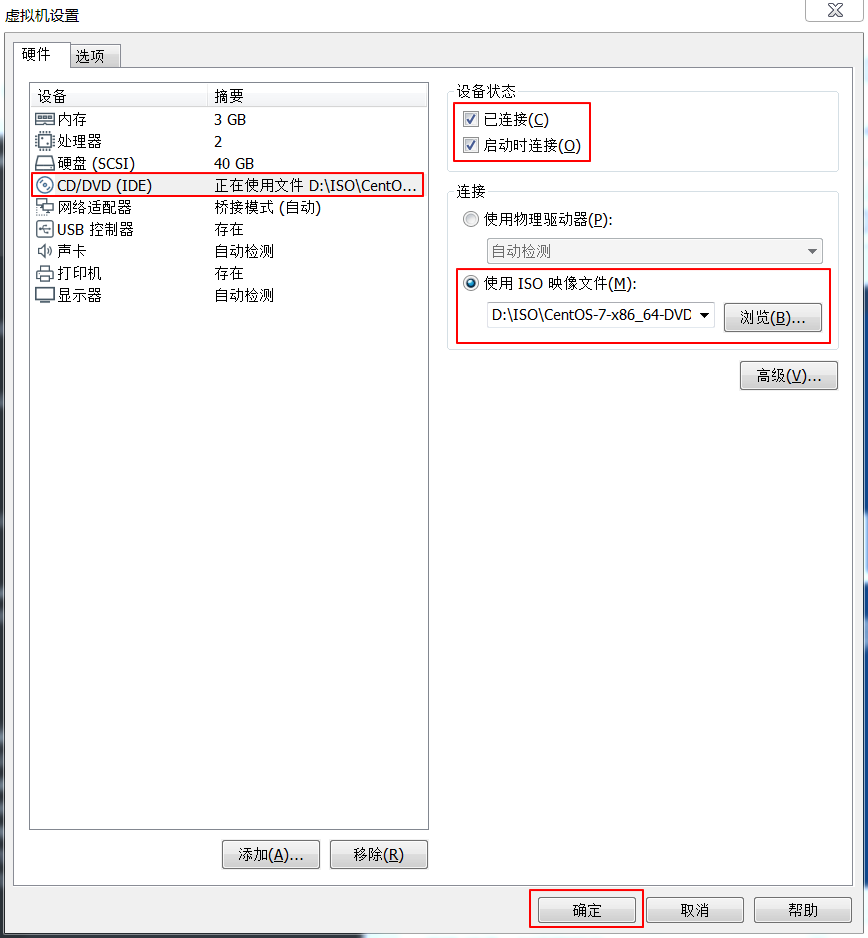 虚拟机设置
硬件 选项
设备 摘要
内存 3 GB
处理器 2
硬盘 (SCSI) 40 GB
CD/DVD (IDE) 正在使用文件 D:\ISO\CentO...
网络适配器 桥接模式 (自动)
USB 控制器 存在
声卡 自动检测
打印机 存在
显示器 自动检测
添加(A)... 移除(R)
设备状态
已连接(C)
启动时连接(O)
连接
使用物理驱动器(P):
自动检测
使用 ISO 映像文件(M):
D:\ISO\CentOS-7-x86_64-DVD 浏览(B)...
高级(V)...
确定 取消 帮助